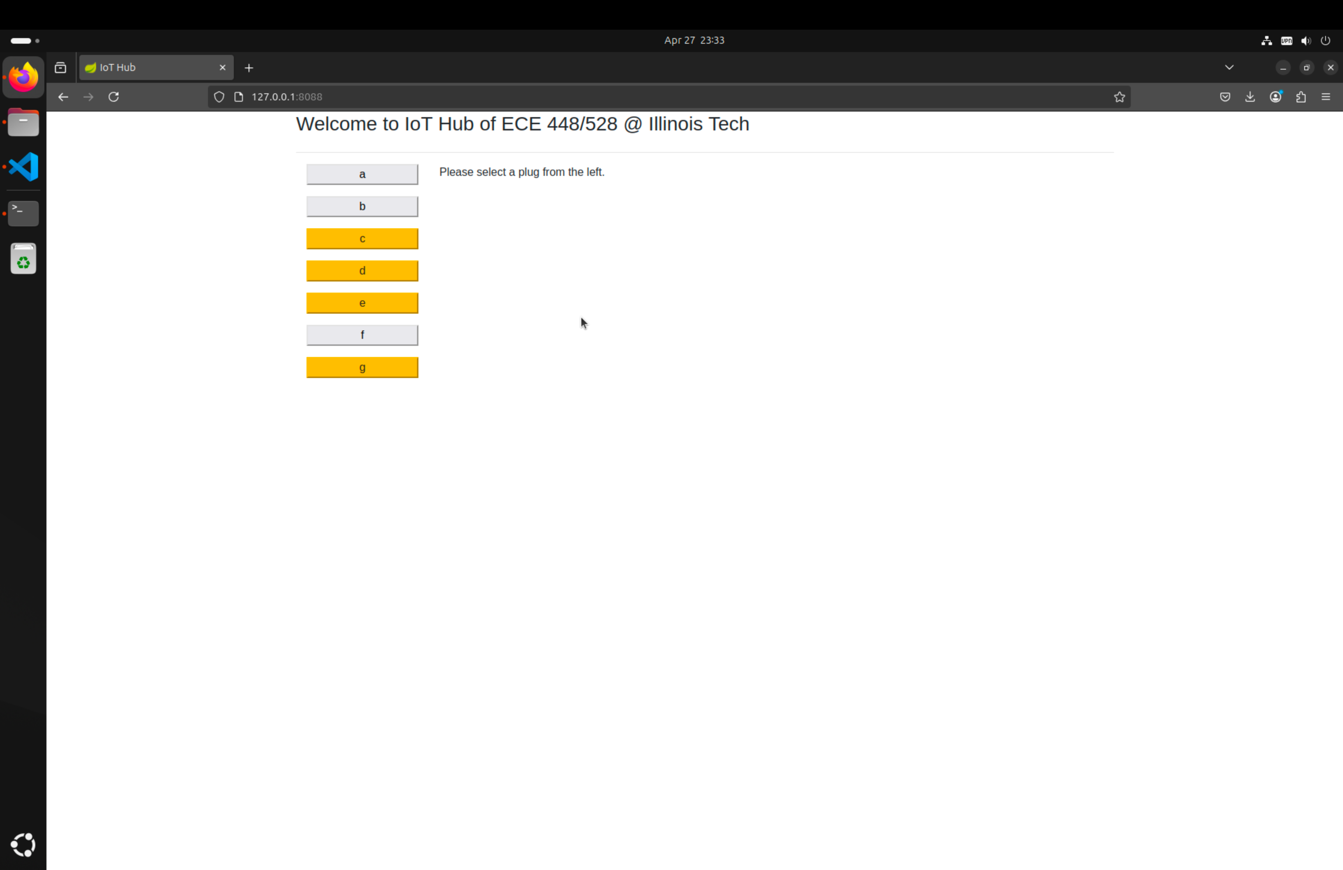 Apr 27 23:33
IoT Hub
127.0.0.1:8088
Welcome to IoT Hub of ECE 448/528 @ Illinois Tech
a
Please select a plug from the left.
b
c
d
e
f
g